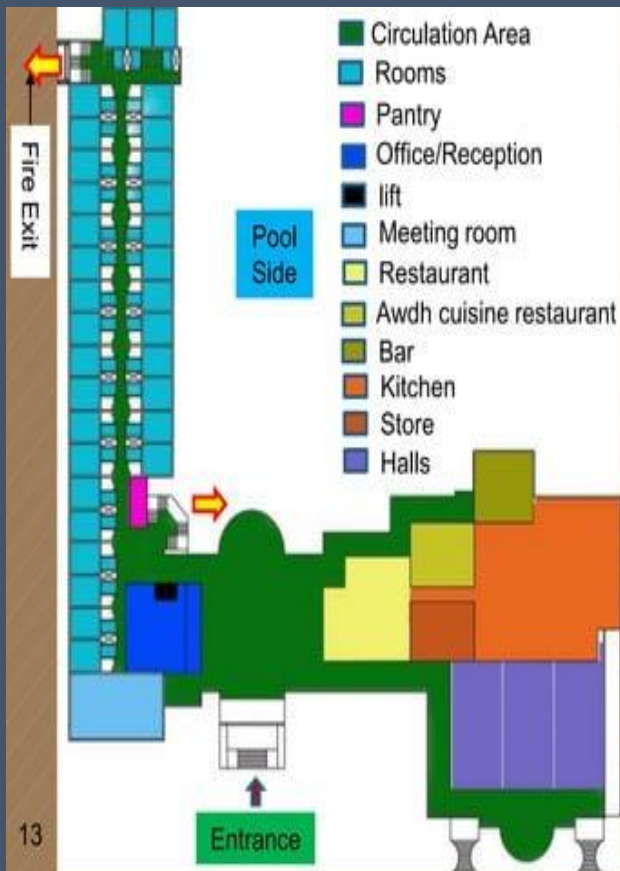 Circulation Area
Rooms
Pantry
Office/Reception
lift
Meeting room
Restaurant
Awdh cuisine restaurant
Bar
Kitchen
Store
Halls
Fire Exit
Pool
Side
Entrance
13